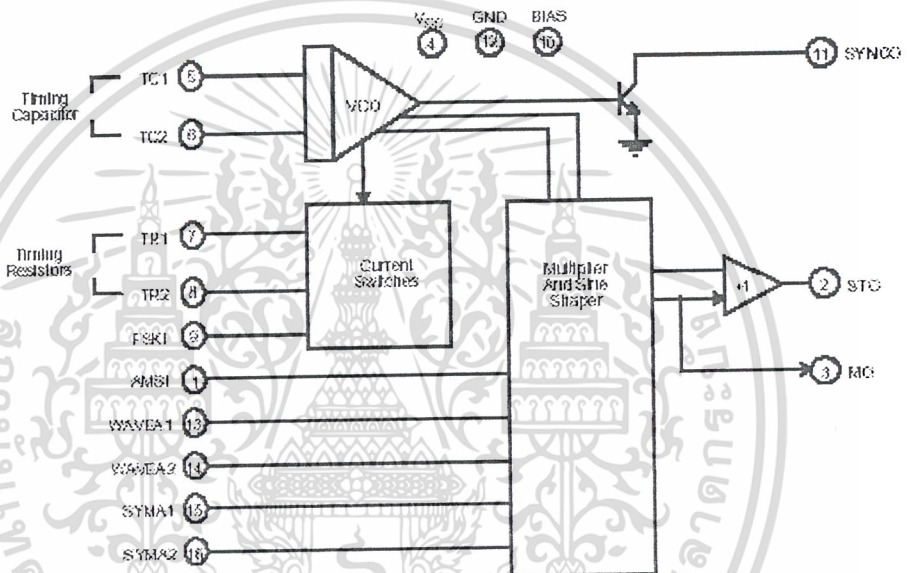 VCC GND BIAS
4 12 10
11 SYNCO
TC1 5
Timing
Capacitor
VCO
TC2 6
TR1 7
Timing
Resistors
TR2 8
Current
Switches
Multiplier
And Sine
Shaper
+1
2 STO
FSKI 9
AMSI 1
3 MO
WAVEA1 13
WAVEA2 14
SYMA1 15
SYMA2 16